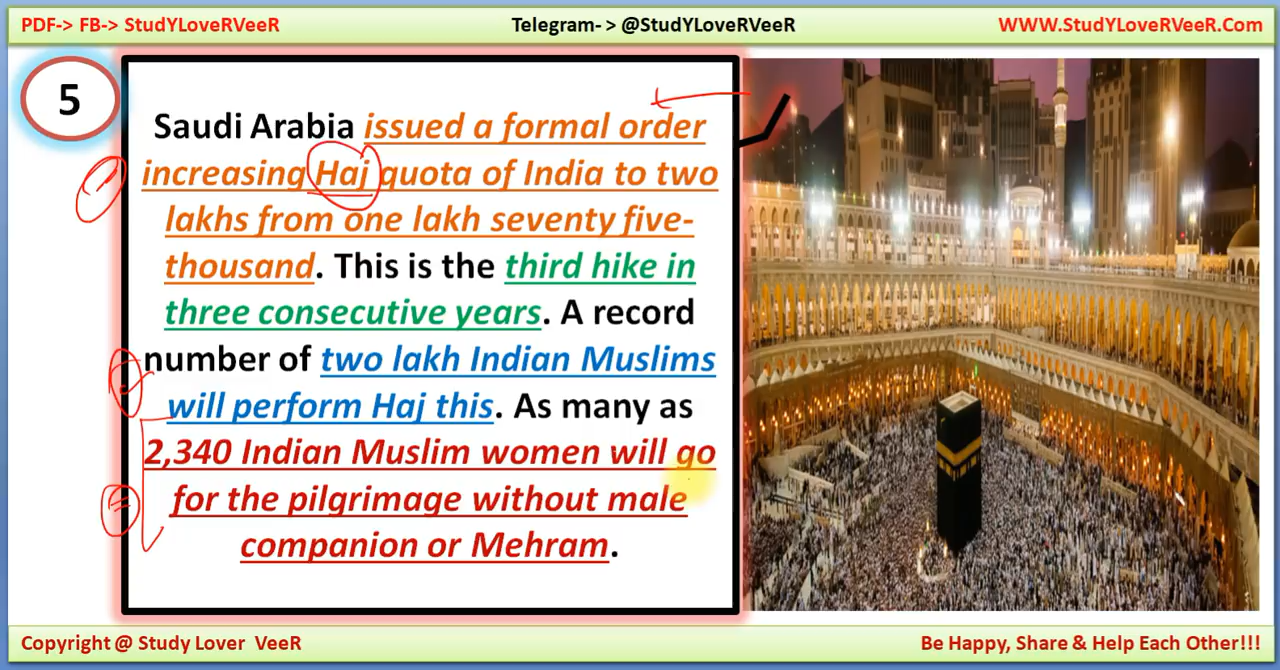 PDF-> FB-> StudYLoveRVeeR
Telegram- > @StudYLoveRVeeR
WWW.StudYLoveRVeeR.Com
5
Saudi Arabia issued a formal order
increasing Haj quota of India to two
lakhs from one lakh seventy five-
thousand. This is the third hike in
three consecutive years. A record
number of two lakh Indian Muslims
will perform Haj this. As many as
2,340 Indian Muslim women will go
for the pilgrimage without male
companion or Mehram.
Copyright @ Study Lover VeeR
Be Happy, Share & Help Each Other!!!